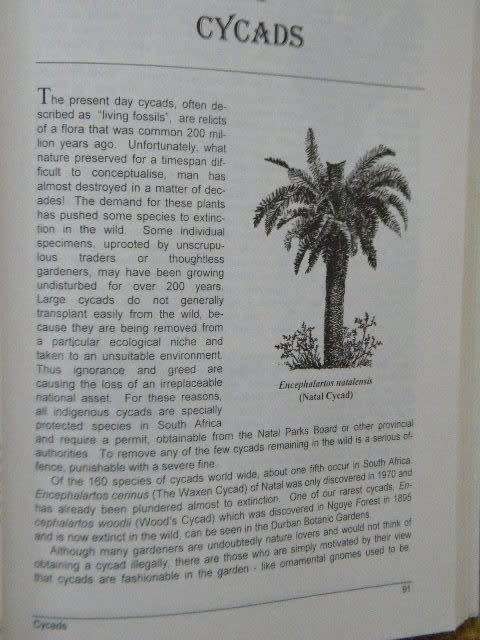 CYCADS
The present day cycads, often de-
scribed as "living fossils", are relicts
of a flora that was common 200 mil-
lion years ago. Unfortunately, what
nature preserved for a timespan dif-
ficult to conceptualise, man has
almost destroyed in a matter of dec-
ades! The demand for these plants
has pushed some species to extinc-
tion in the wild. Some individual
specimens, uprooted by unscrupu-
lous traders or thoughtless
gardeners, may have been growing
undisturbed for over 200 years.
Large cycads do not generally
transplant easily from the wild, be-
cause they are being removed from
a particular ecological niche and
taken to an unsuitable environment.
Thus ignorance and greed are
causing the loss of an irreplaceable
national asset. For these reasons,
all indigenous cycads are specially
protected species in South Africa
and require a permit, obtainable from the Natal Parks Board or other provincial
authorities. To remove any of the few cycads remaining in the wild is a serious of-
fence, punishable with a severe fine.
Of the 160 species of cycads world wide, about one fifth occur in South Africa.
Encephalartos cerinus (The Waxen Cycad) of Natal was only discovered in 1970 and
has already been plundered almost to extinction. One of our rarest cycads, En-
cephalartos woodii (Wood's Cycad) which was discovered in Ngoye Forest in 1895
and is now extinct in the wild, can be seen in the Durban Botanic Gardens.
Although many gardeners are undoubtedly nature lovers and would not think of
obtaining a cycad illegally, there are those who are simply motivated by their view
that cycads are fashionable in the garden - like ornamental gnomes used to be.
Encephalartos natalensis
(Natal Cycad)
91
Cycads